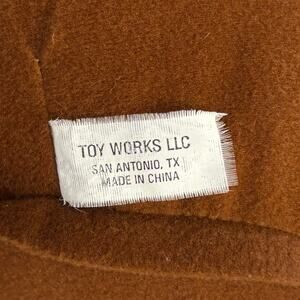 TOY WORKS LLC
SAN ANTONIO, TX
MADE IN CHINA